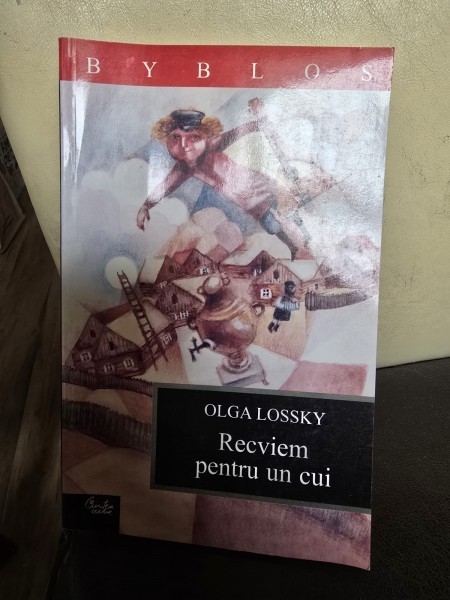 BYBLOS
OLGA LOSSKY
Recviem
pentru un cui